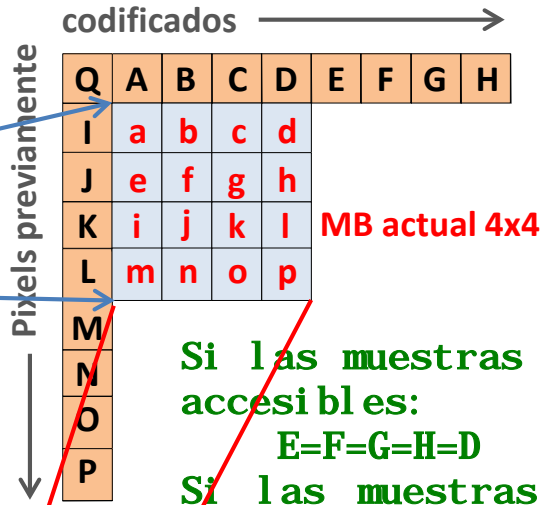 codificados
Pixels previamente
Q A B C D E F G H
I a b c d
J e f g h
K i j k l
L m n o p
M
N
O
P
MB actual 4x4
Si las muestras
accesibles:
E=F=G=H=D
Si las muestras